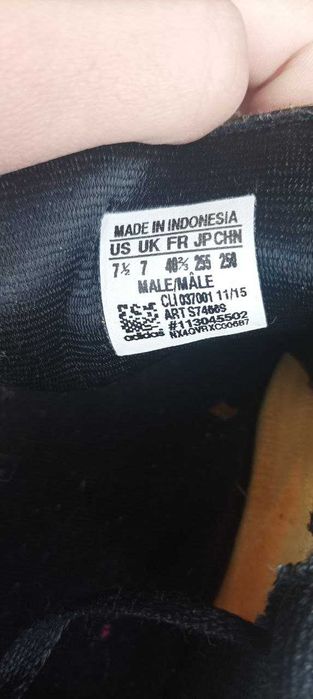 MADE IN INDONESIA
US UK FR JP CHN
7½ 7 40⅔ 255 250
MALE/MÂLE
CLI 037001 11/15
ART
#113045502
adidas